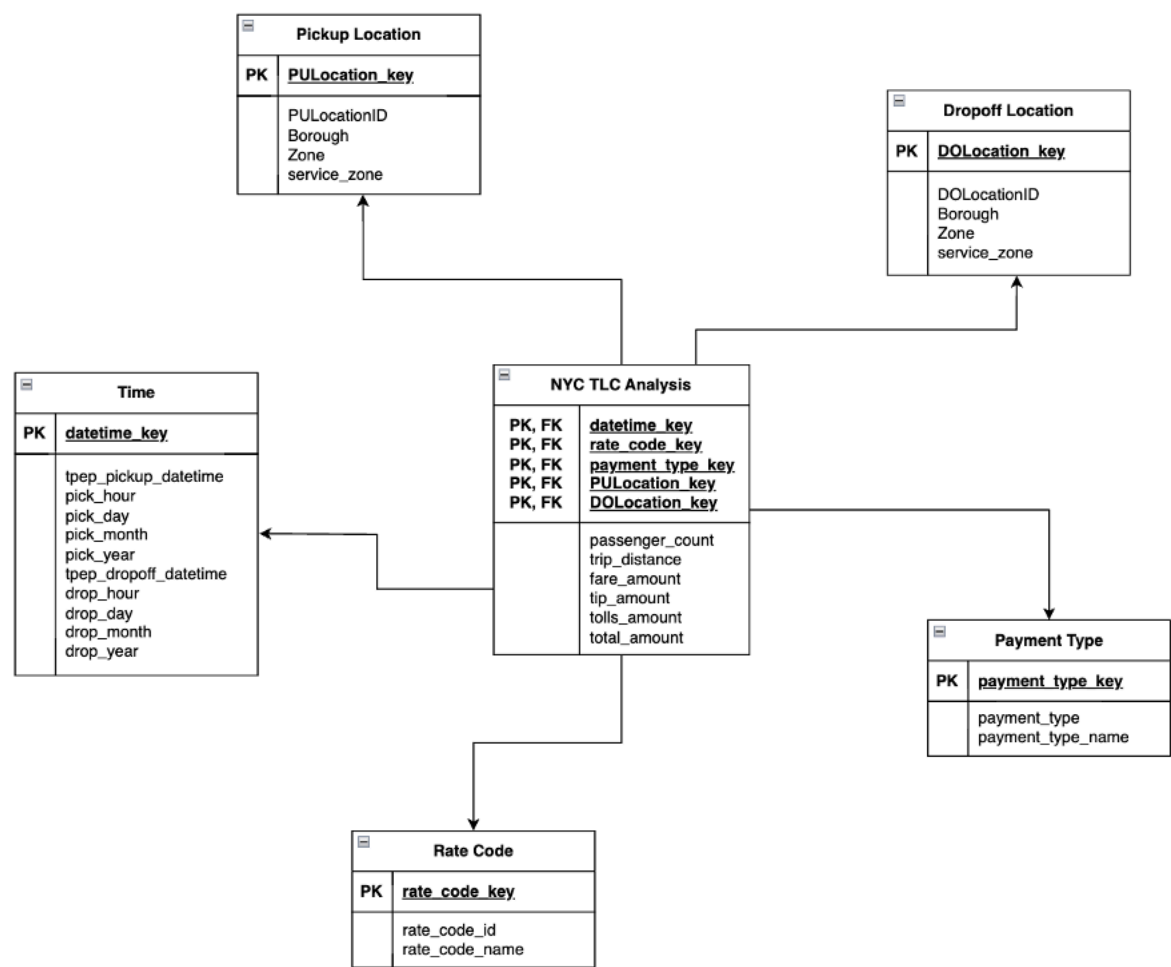 Pickup Location
PK PULocation_key
PULocationID
Borough
Zone
service_zone
Dropoff Location
PK DOLocation_key
DOLocationID
Borough
Zone
service_zone
Time
PK datetime_key
tpep_pickup_datetime
pick_hour
pick_day
pick_month
pick_year
tpep_dropoff_datetime
drop_hour
drop_day
drop_month
drop_year
NYC TLC Analysis
PK, FK datetime_key
PK, FK rate_code_key
PK, FK payment_type_key
PK, FK PULocation_key
PK, FK DOLocation_key
passenger_count
trip_distance
fare_amount
tip_amount
tolls_amount
total_amount
Payment Type
PK payment_type_key
payment_type
payment_type_name
Rate Code
PK rate_code_key
rate_code_id
rate_code_name